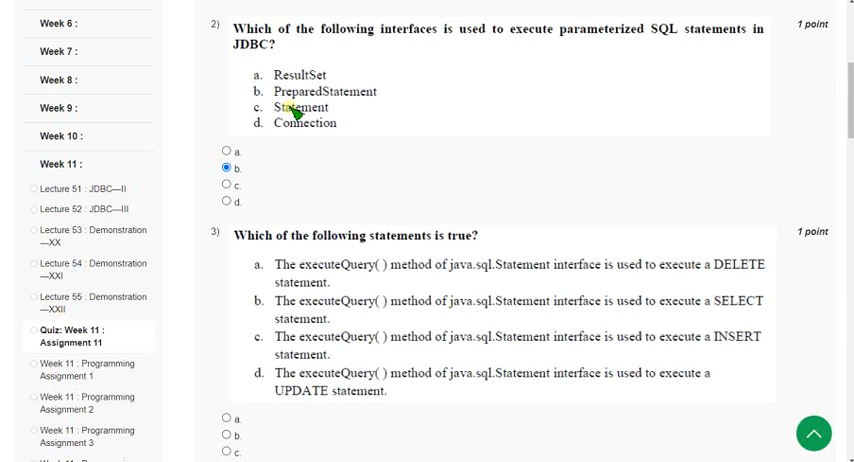 Week 6 :
Week 7 :
Week 8 :
Week 9 :
Week 10 :
Week 11 :
Lecture 51 : JDBC—II
Lecture 52 : JDBC—III
Lecture 53 : Demonstration
—XX
Lecture 54 : Demonstration
—XXI
Lecture 55 : Demonstration
—XXII
Quiz: Week 11 :
Assignment 11
Week 11 : Programming
Assignment 1
Week 11 : Programming
Assignment 2
Week 11 : Programming
Assignment 3
2) Which of the following interfaces is used to execute parameterized SQL statements in 1 point
JDBC?
a. ResultSet
b. PreparedStatement
c. Statement
d. Connection
a.
b.
c.
d.
3) Which of the following statements is true? 1 point
a. The executeQuery( ) method of java.sql.Statement interface is used to execute a DELETE
statement.
b. The executeQuery( ) method of java.sql.Statement interface is used to execute a SELECT
statement.
c. The executeQuery( ) method of java.sql.Statement interface is used to execute a INSERT
statement.
d. The executeQuery( ) method of java.sql.Statement interface is used to execute a
UPDATE statement.
a.
b.
c.